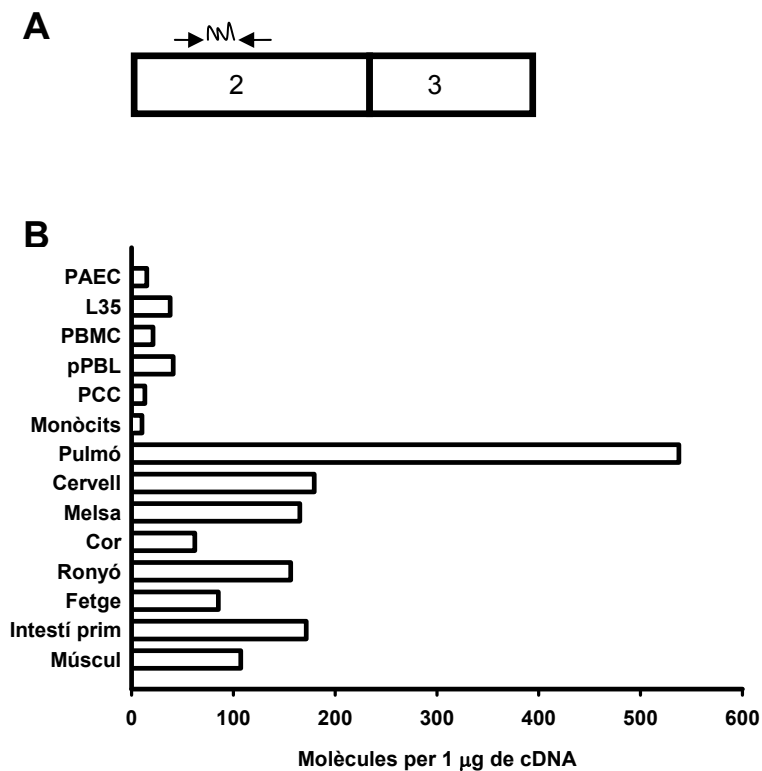 A
2 3
B
PAEC
L35
PBMC
pPBL
PCC
Monòcits
Pulmó
Cervell
Melsa
Cor
Ronyó
Fetge
Intestí prim
Múscul
0 100 200 300 400 500 600
Molècules per 1 μg de cDNA